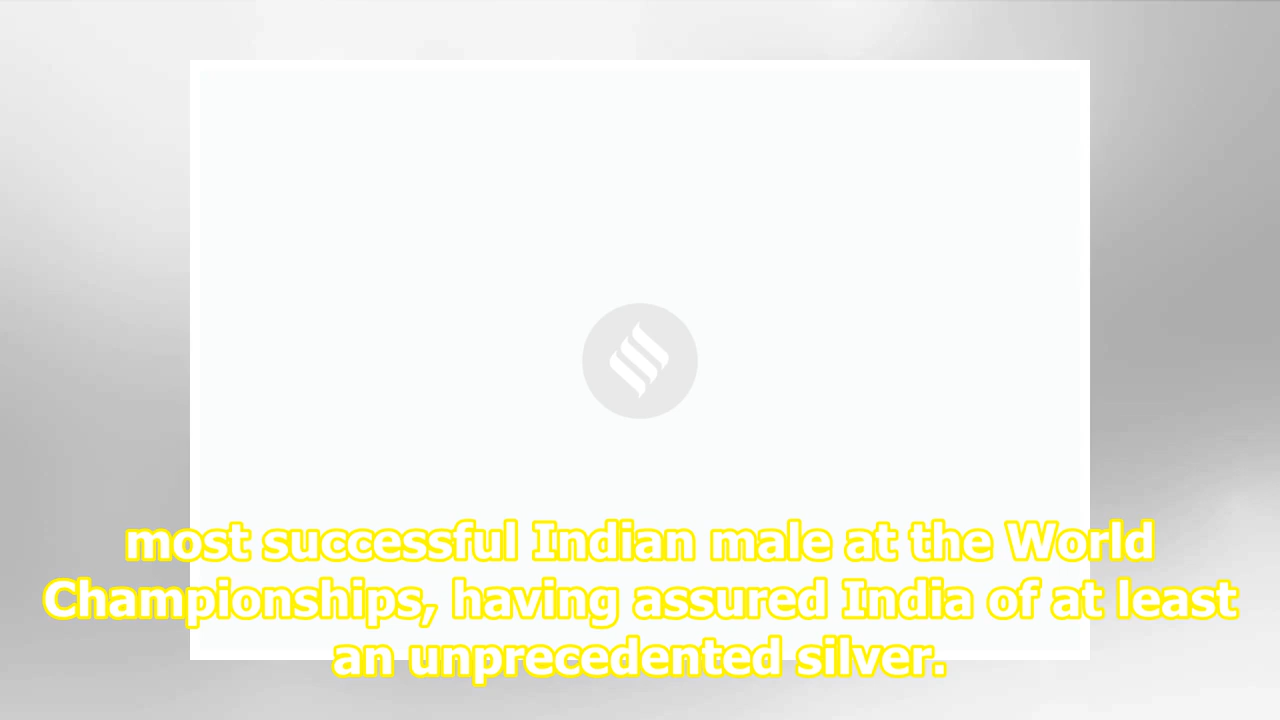 most successful Indian male at the World
Championships, having assured India of at least
an unprecedented silver.